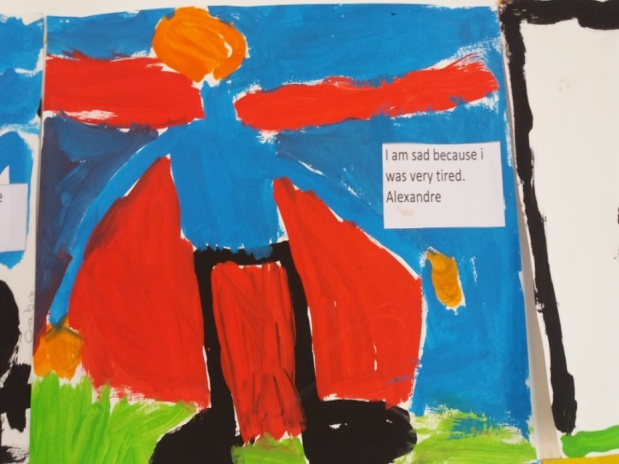 I am sad because i
was very tired.
Alexandre